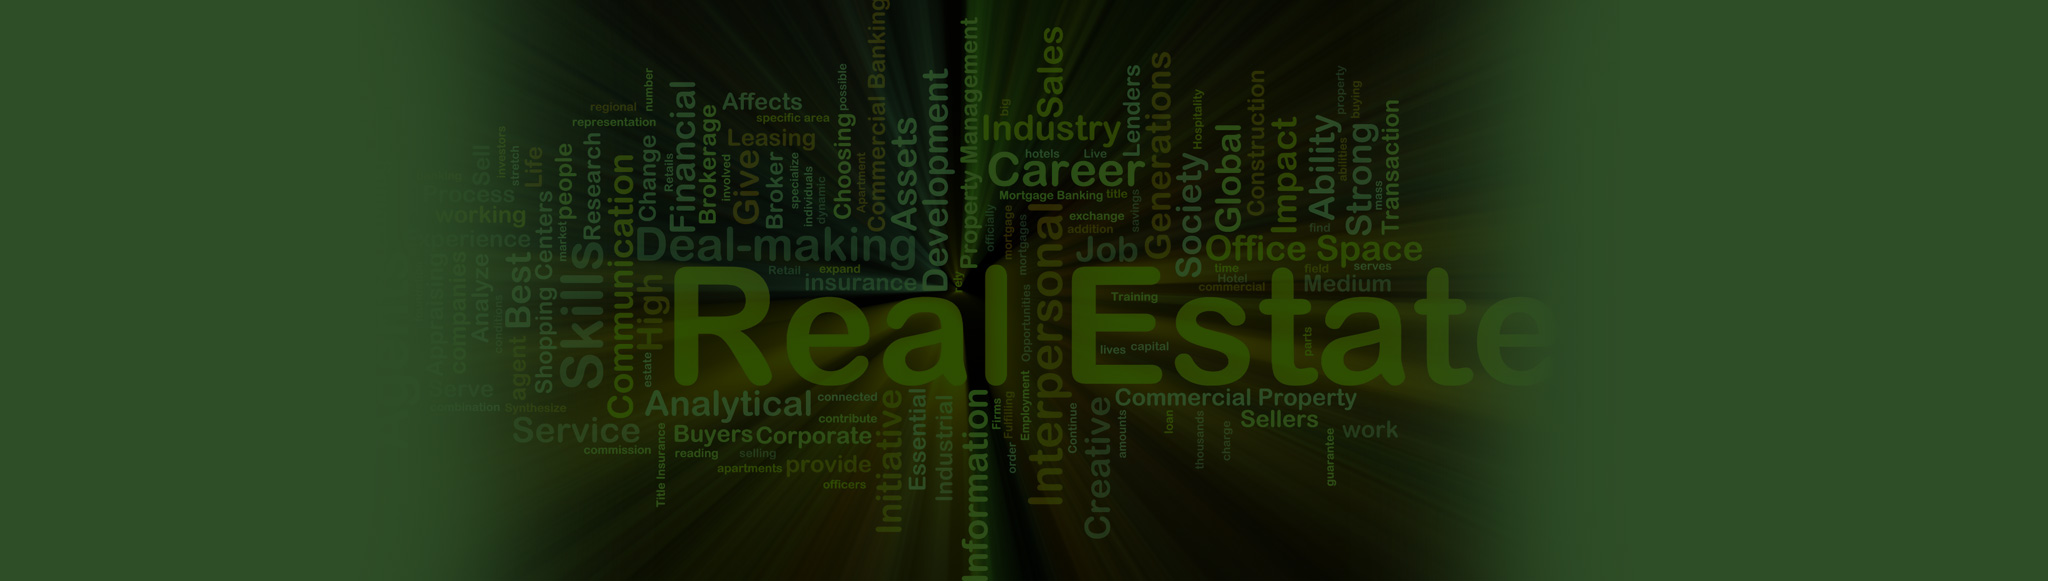 Real Estate
Deal-making
Career
Industry
Office Space
Skills
Interpersonal
Development
Communication
Analytical
Service
Financial
Assets
Sales
Generations
Society
Global
Impact
Ability
Strong
Job
Information
Initiative
Creative
Property Management
Commercial Banking
Commercial Property
Sellers
work
Medium
Construction
Transaction
Lenders
Hospitality
property
buying
abilities
mass
find
field
serves
time
Hotel
commercial
Training
lives
capital
parts
big
hotels
Live
Mortgage Banking
title
exchange
addition
savings
officially
mortgage
mortgages
rely
Opportunities
Employment
Fulfilling
Firms
order
Continue
amounts
loan
thousands
charge
guarantee
Affects
specific area
Leasing
Give
Broker
Brokerage
involved
Retails
Change
specialize
individuals
dynamic
Choosing
possible
Apartment
regional
number
representation
Research
people
market
Life
stretch
investors
Sell
Process
working
Shopping Centers
Best
Analyze
companies
Appraising
conditions
agent
Serve
Synthesize
High
estate
Retail
expand
insurance
connected
contribute
Buyers
Corporate
reading
selling
apartments
provide
officers
commission
Title Insurance
Essential
Industrial